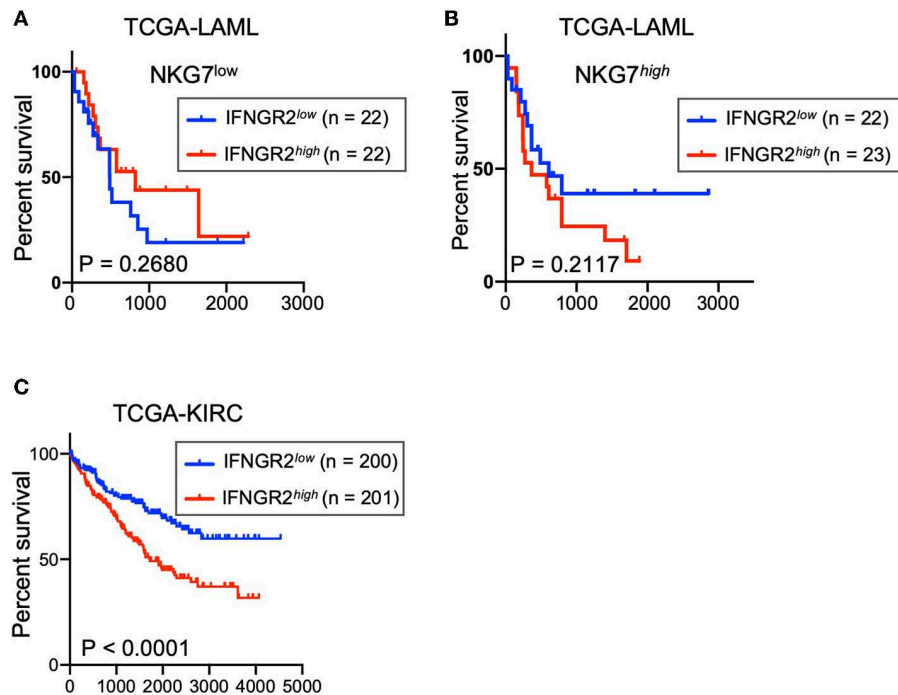 A
TCGA-LAML
NKG7low
IFNGR2low (n = 22)
IFNGR2high (n = 22)
Percent survival
100
50
0
P = 0.2680
0 1000 2000 3000
B
TCGA-LAML
NKG7high
IFNGR2low (n = 22)
IFNGR2high (n = 23)
Percent survival
100
50
0
P = 0.2117
0 1000 2000 3000
C
TCGA-KIRC
IFNGR2low (n = 200)
IFNGR2high (n = 201)
Percent survival
100
50
0
P < 0.0001
0 1000 2000 3000 4000 5000